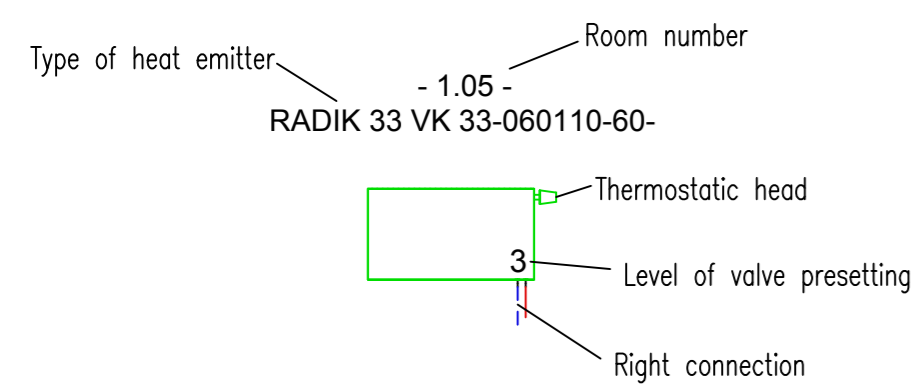 Room number
Type of heat emitter
- 1.05 -
RADIK 33 VK 33-060110-60-
Thermostatic head
3
Level of valve presetting
Right connection